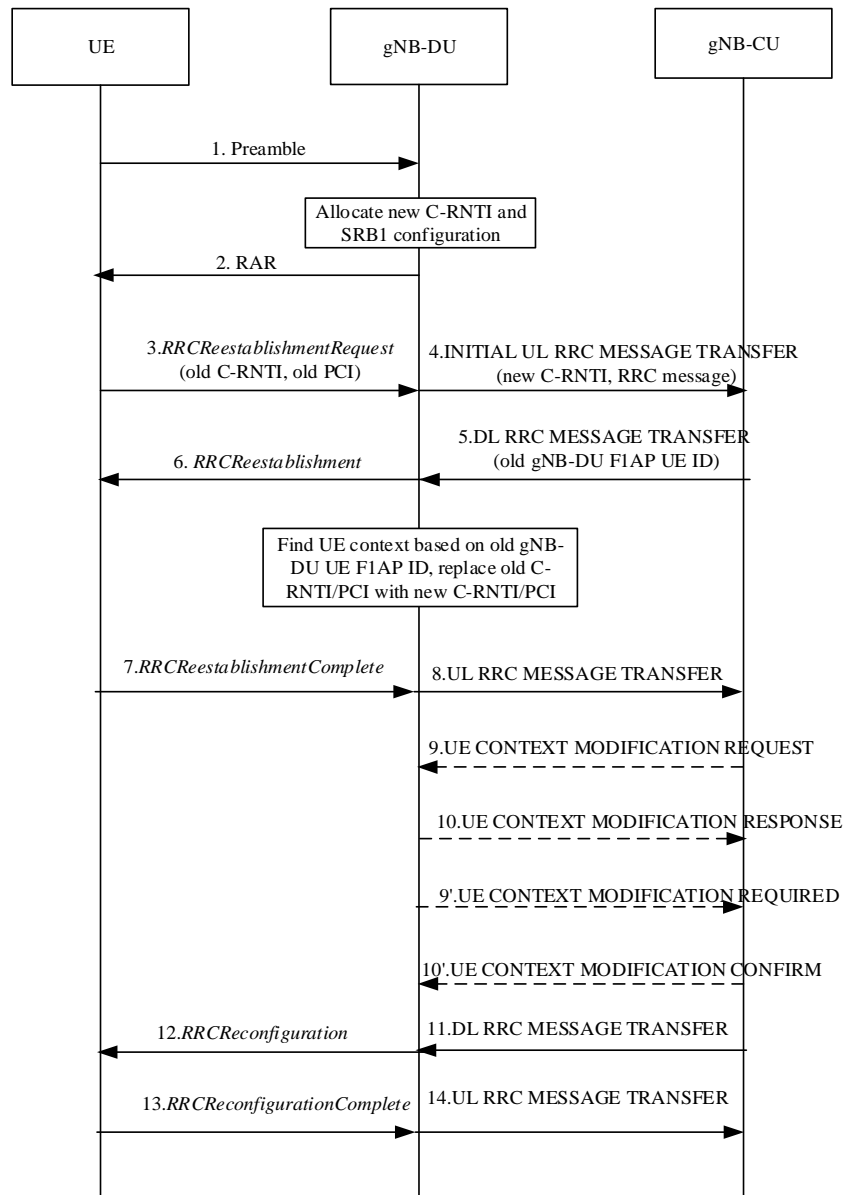 UE
gNB-DU
gNB-CU
1. Preamble
Allocate new C-RNTI and
SRB1 configuration
2. RAR
3.RRCReestablishmentRequest
(old C-RNTI, old PCI)
4.INITIAL UL RRC MESSAGE TRANSFER
(new C-RNTI, RRC message)
5.DL RRC MESSAGE TRANSFER
(old gNB-DU F1AP UE ID)
6. RRCReestablishment
Find UE context based on old gNB-
DU UE F1AP ID, replace old C-
RNTI/PCI with new C-RNTI/PCI
7.RRCReestablishmentComplete
8.UL RRC MESSAGE TRANSFER
9.UE CONTEXT MODIFICATION REQUEST
10.UE CONTEXT MODIFICATION RESPONSE
9'.UE CONTEXT MODIFICATION REQUIRED
10'.UE CONTEXT MODIFICATION CONFIRM
11.DL RRC MESSAGE TRANSFER
12.RRCReconfiguration
13.RRCReconfigurationComplete
14.UL RRC MESSAGE TRANSFER